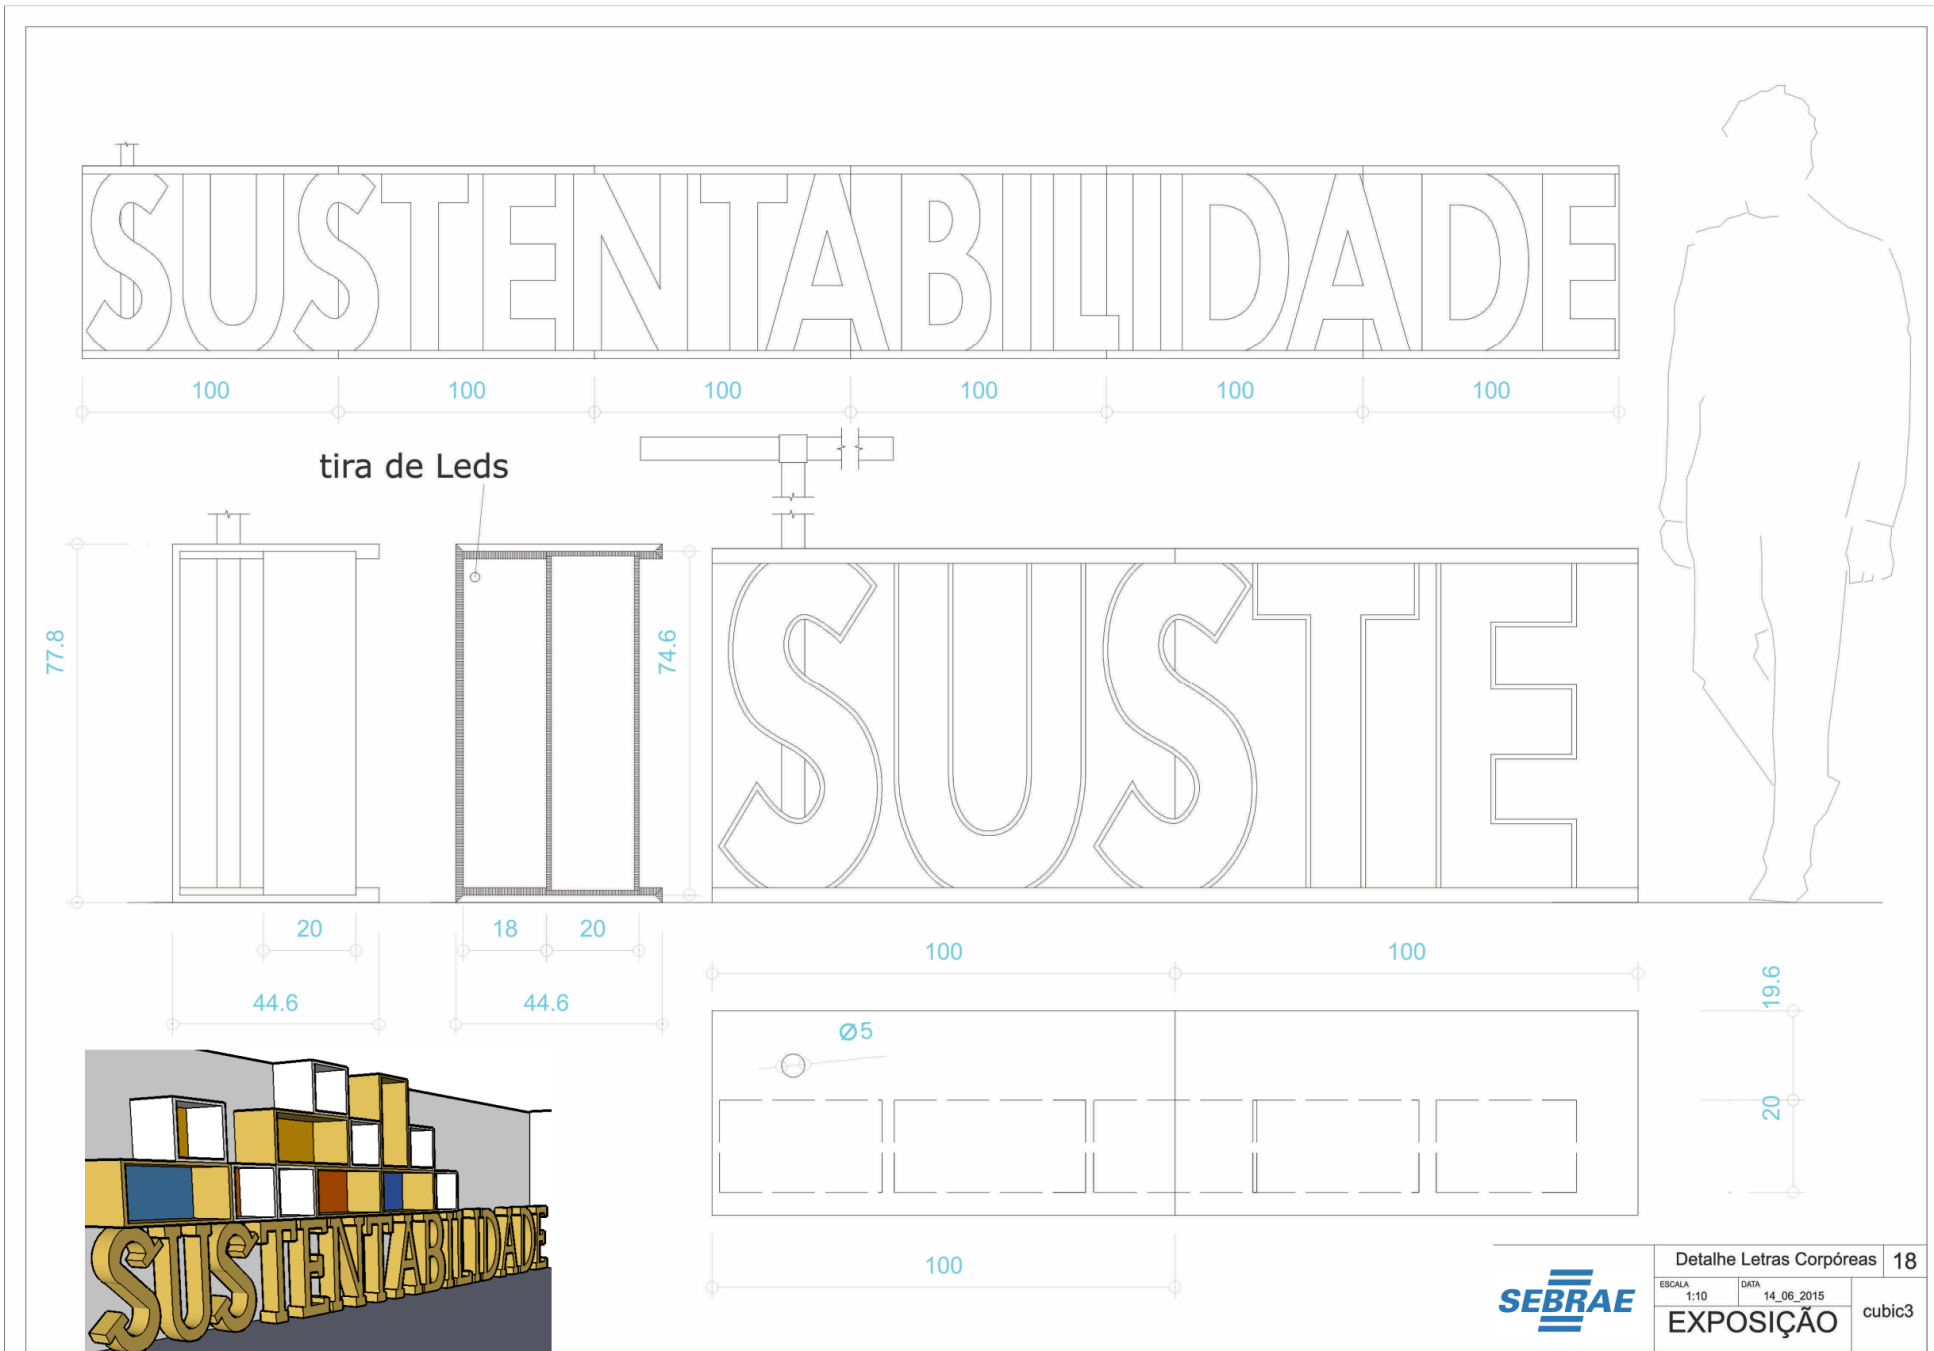 SUSTENTABILIDADE
100 100 100 100 100 100
tira de Leds
77.8
74.6
SUSTE
20
18 20
44.6
44.6
100 100
19.6
20
Ø5
100
SUSTENTABILIDADE
SEBRAE
Detalhe Letras Corpóreas 18
ESCALA
1:10
DATA
14_06_2015
EXPOSIÇÃO
cubic3